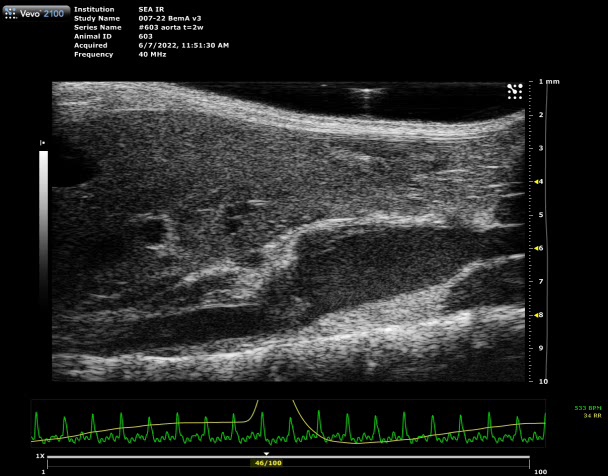 Vevo 2100
Institution SEA IR
Study Name 007-22 BemA v3
Series Name #603 aorta t=2w
Animal ID 603
Acquired 6/7/2022, 11:51:30 AM
Frequency 40 MHz
1 mm
2
3
4
5
6
7
8
9
10
533 BPM
34 RR
1X
46/100
1 100